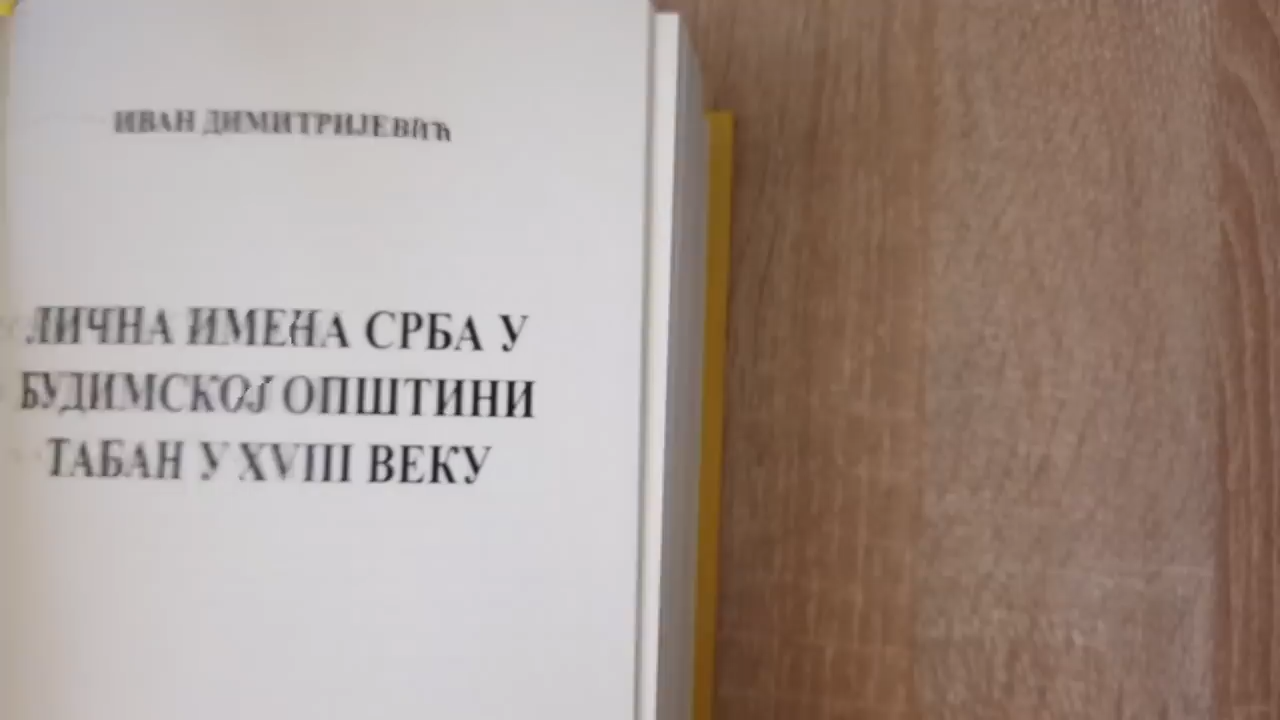 ИВАН ДИМИТРИЈЕВИЋ
ЛИЧНА ИМЕНА СРБА У
БУДИМСКОЈ ОПШТИНИ
ТАБАН У XVIII ВЕКУ